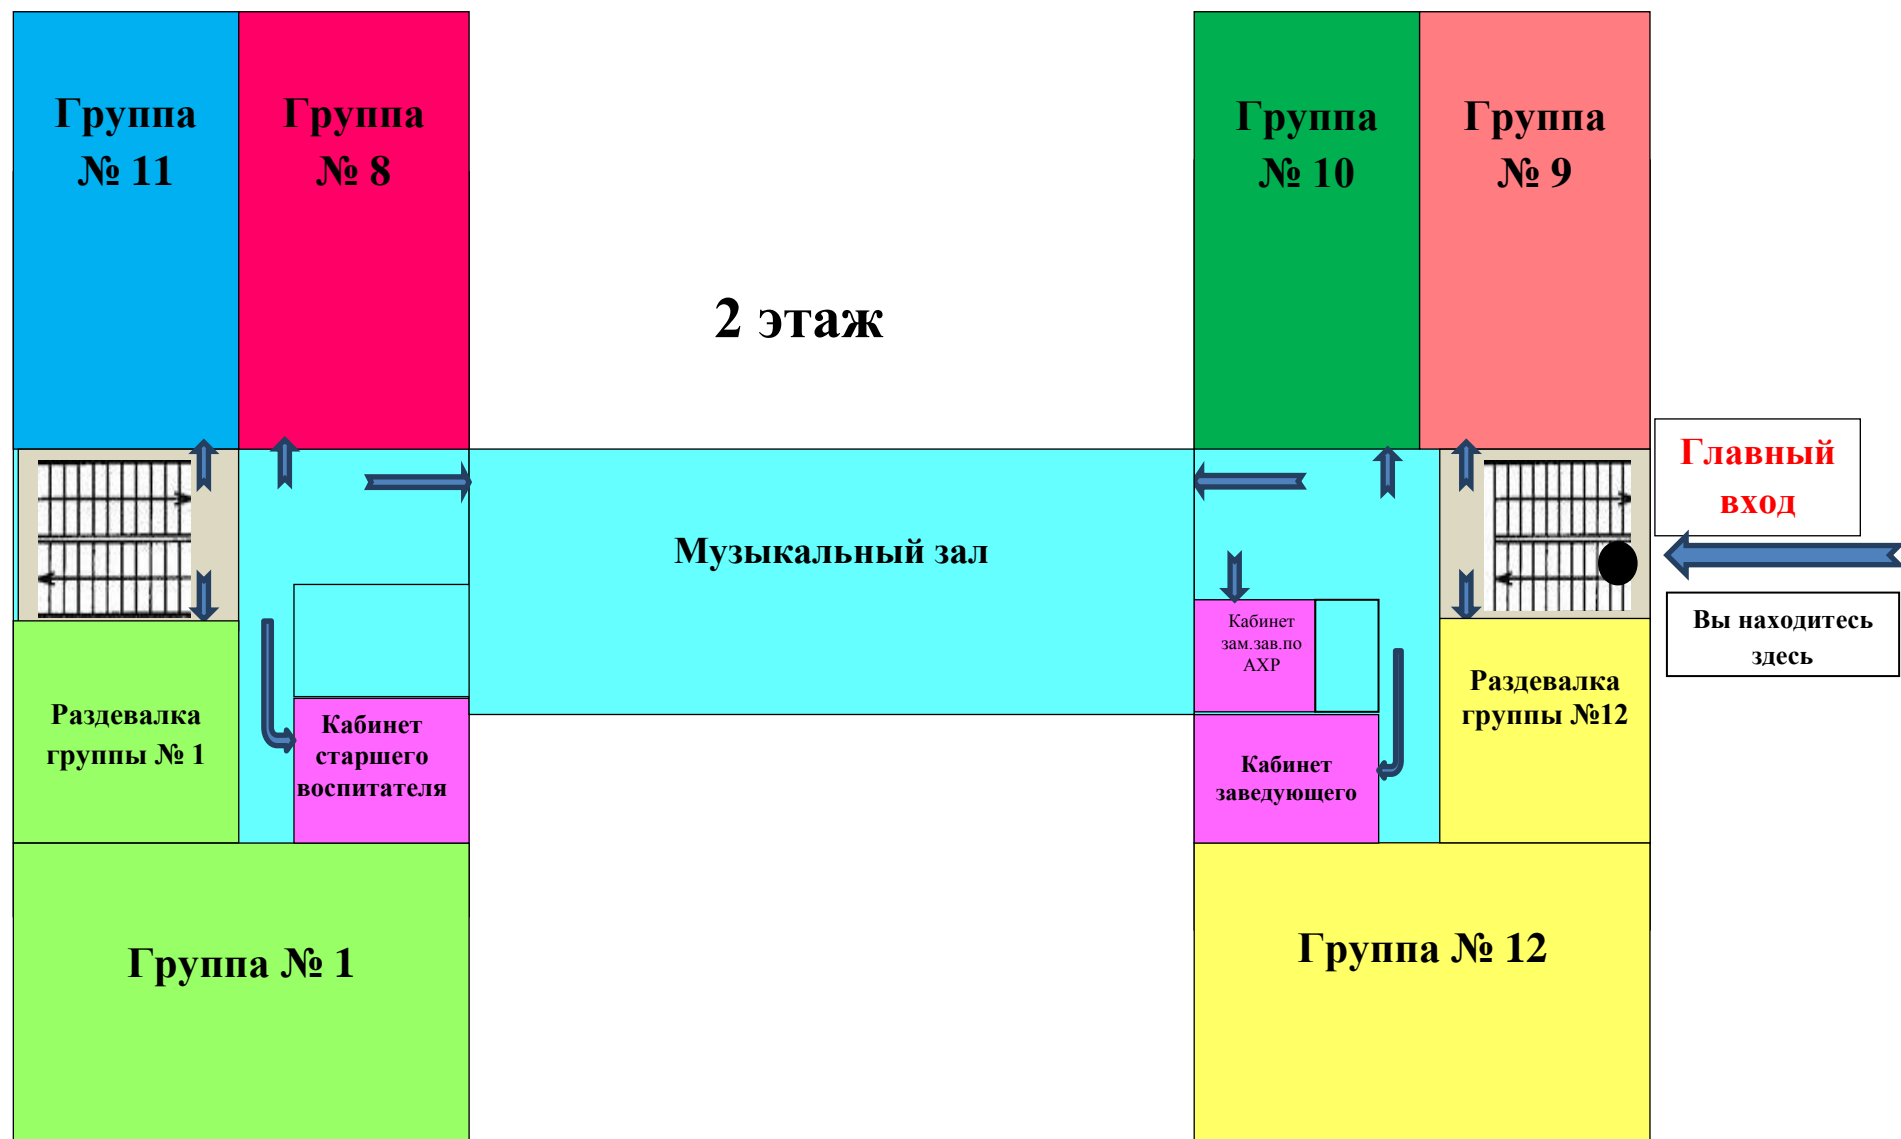 Группа
№ 11
Группа
№ 8
Группа
№ 10
Группа
№ 9
2 этаж
Главный
вход
Музыкальный зал
Вы находитесь
здесь
Кабинет
зам.зав.по
АХР
Раздевалка
группы № 1
Кабинет
старшего
воспитателя
Кабинет
заведующего
Раздевалка
группы №12
Группа № 1
Группа № 12